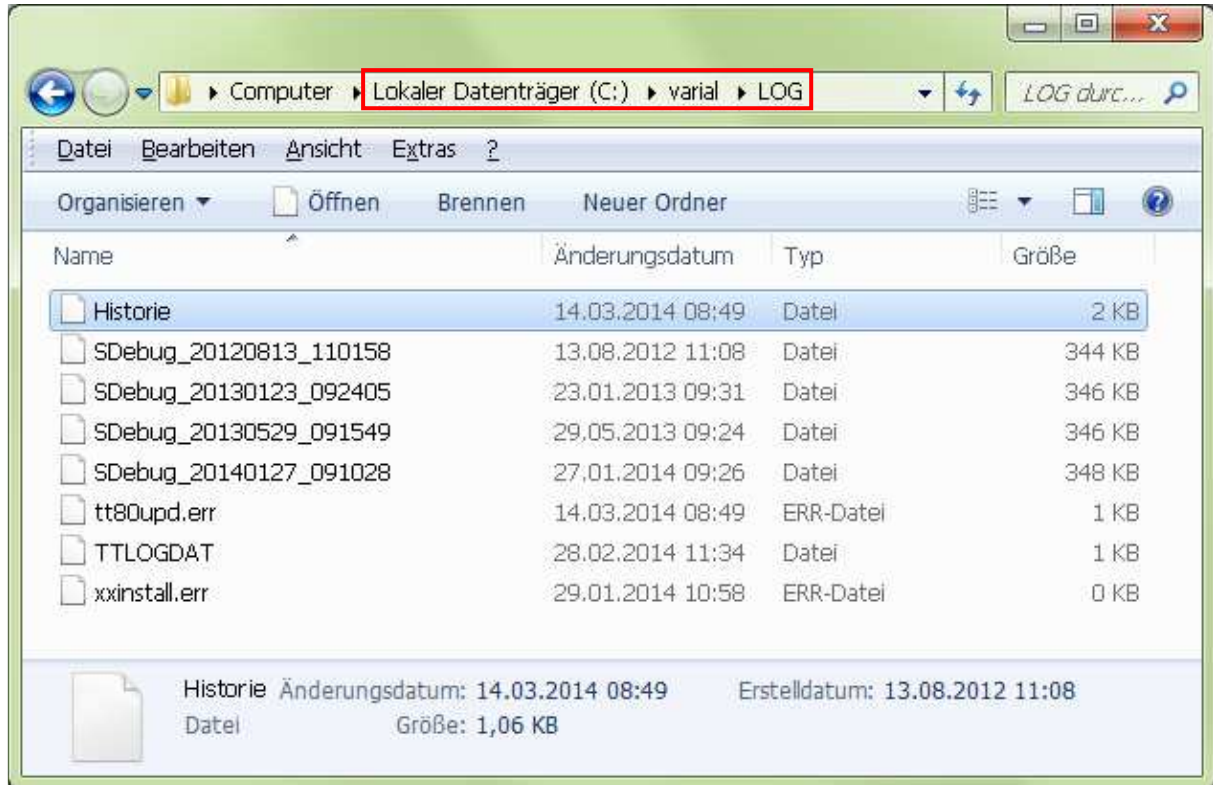 Computer Lokaler Datenträger (C:) varial LOG LOG durc...
Datei Bearbeiten Ansicht Extras ?
Organisieren Öffnen Brennen Neuer Ordner
Name Änderungsdatum Typ Größe
Historie 14.03.2014 08:49 Datei 2 KB
SDebug_20120813_110158 13.08.2012 11:08 Datei 344 KB
SDebug_20130123_092405 23.01.2013 09:31 Datei 346 KB
SDebug_20130529_091549 29.05.2013 09:24 Datei 346 KB
SDebug_20140127_091028 27.01.2014 09:26 Datei 348 KB
tt80upd.err 14.03.2014 08:49 ERR-Datei 1 KB
TTLOGDAT 28.02.2014 11:34 Datei 1 KB
xxinstall.err 29.01.2014 10:58 ERR-Datei 0 KB
Historie Änderungsdatum: 14.03.2014 08:49 Erstelldatum: 13.08.2012 11:08
Datei Größe: 1,06 KB